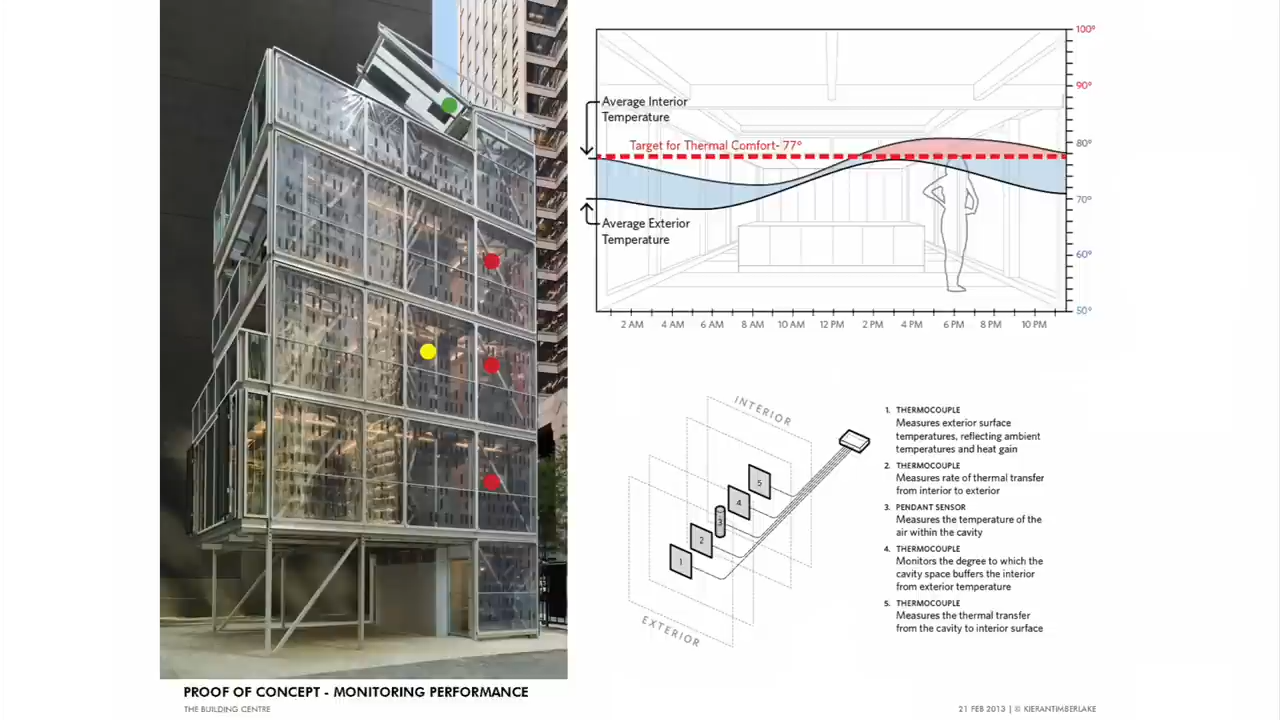 100°
90°
80°
70°
60°
50°
Average Interior
Temperature
Target for Thermal Comfort- 77°
Average Exterior
Temperature
2 AM 4 AM 6 AM 8 AM 10 AM 12 PM 2 PM 4 PM 6 PM 8 PM 10 PM
INTERIOR
5
4
3
2
1
EXTERIOR
1. THERMOCOUPLE
Measures exterior surface
temperatures, reflecting ambient
temperatures and heat gain
2. THERMOCOUPLE
Measures rate of thermal transfer
from interior to exterior
3. PENDANT SENSOR
Measures the temperature of the
air within the cavity
4. THERMOCOUPLE
Monitors the degree to which the
cavity space buffers the interior
from exterior temperature
5. THERMOCOUPLE
Measures the thermal transfer
from the cavity to interior surface
PROOF OF CONCEPT - MONITORING PERFORMANCE
THE BUILDING CENTRE
21 FEB 2013 | © KIERANTIMBERLAKE